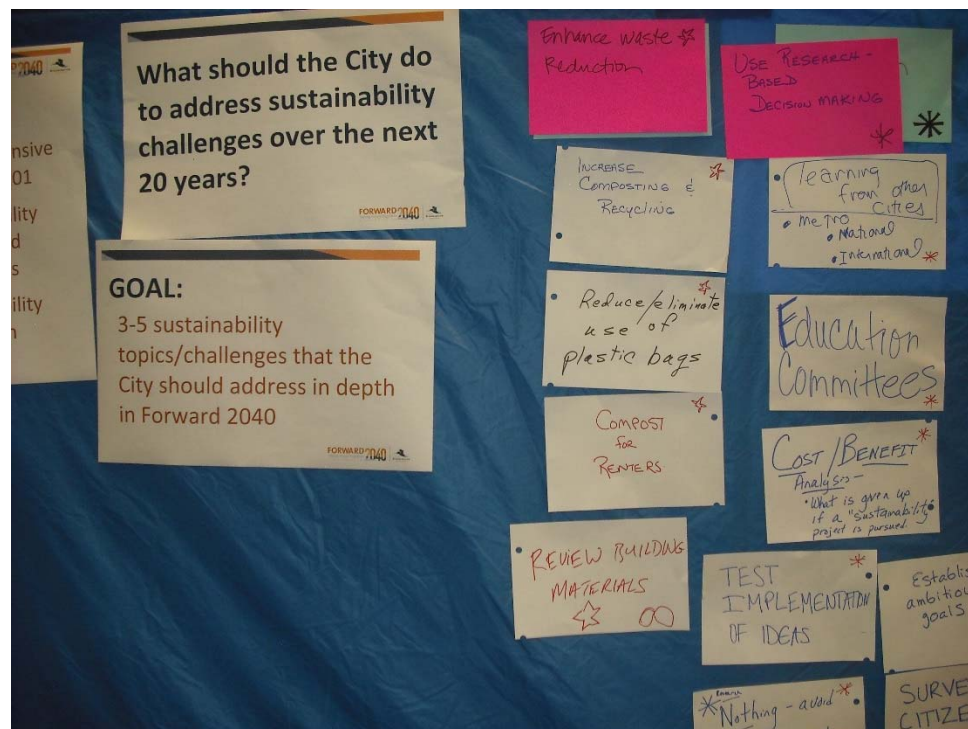 2040
nsive
01
lity
d
s
ility
n
What should the City do
to address sustainability
challenges over the next
20 years?
FORWARD 2040
GOAL:
3-5 sustainability
topics/challenges that the
City should address in depth
in Forward 2040
FORWARD 2040
Enhance waste
Reduction
INCREASE
COMPOSTING &
RECYCLING
Reduce/eliminate
use of
plastic bags
COMPOST
FOR
RENTERS
REVIEW BUILDING
MATERIALS
USE RESEARCH-
BASED
DECISION MAKING
learning
from other
cities
• metro
• National
• International
Education
Committees
COST/BENEFIT
Analysis-
• What is given up
if a "sustainability"
project is pursued
TEST
IMPLEMENTATION
OF IDEAS
Establis
ambitiou
goals
Nothing - avoid
SURVE
CITIZE